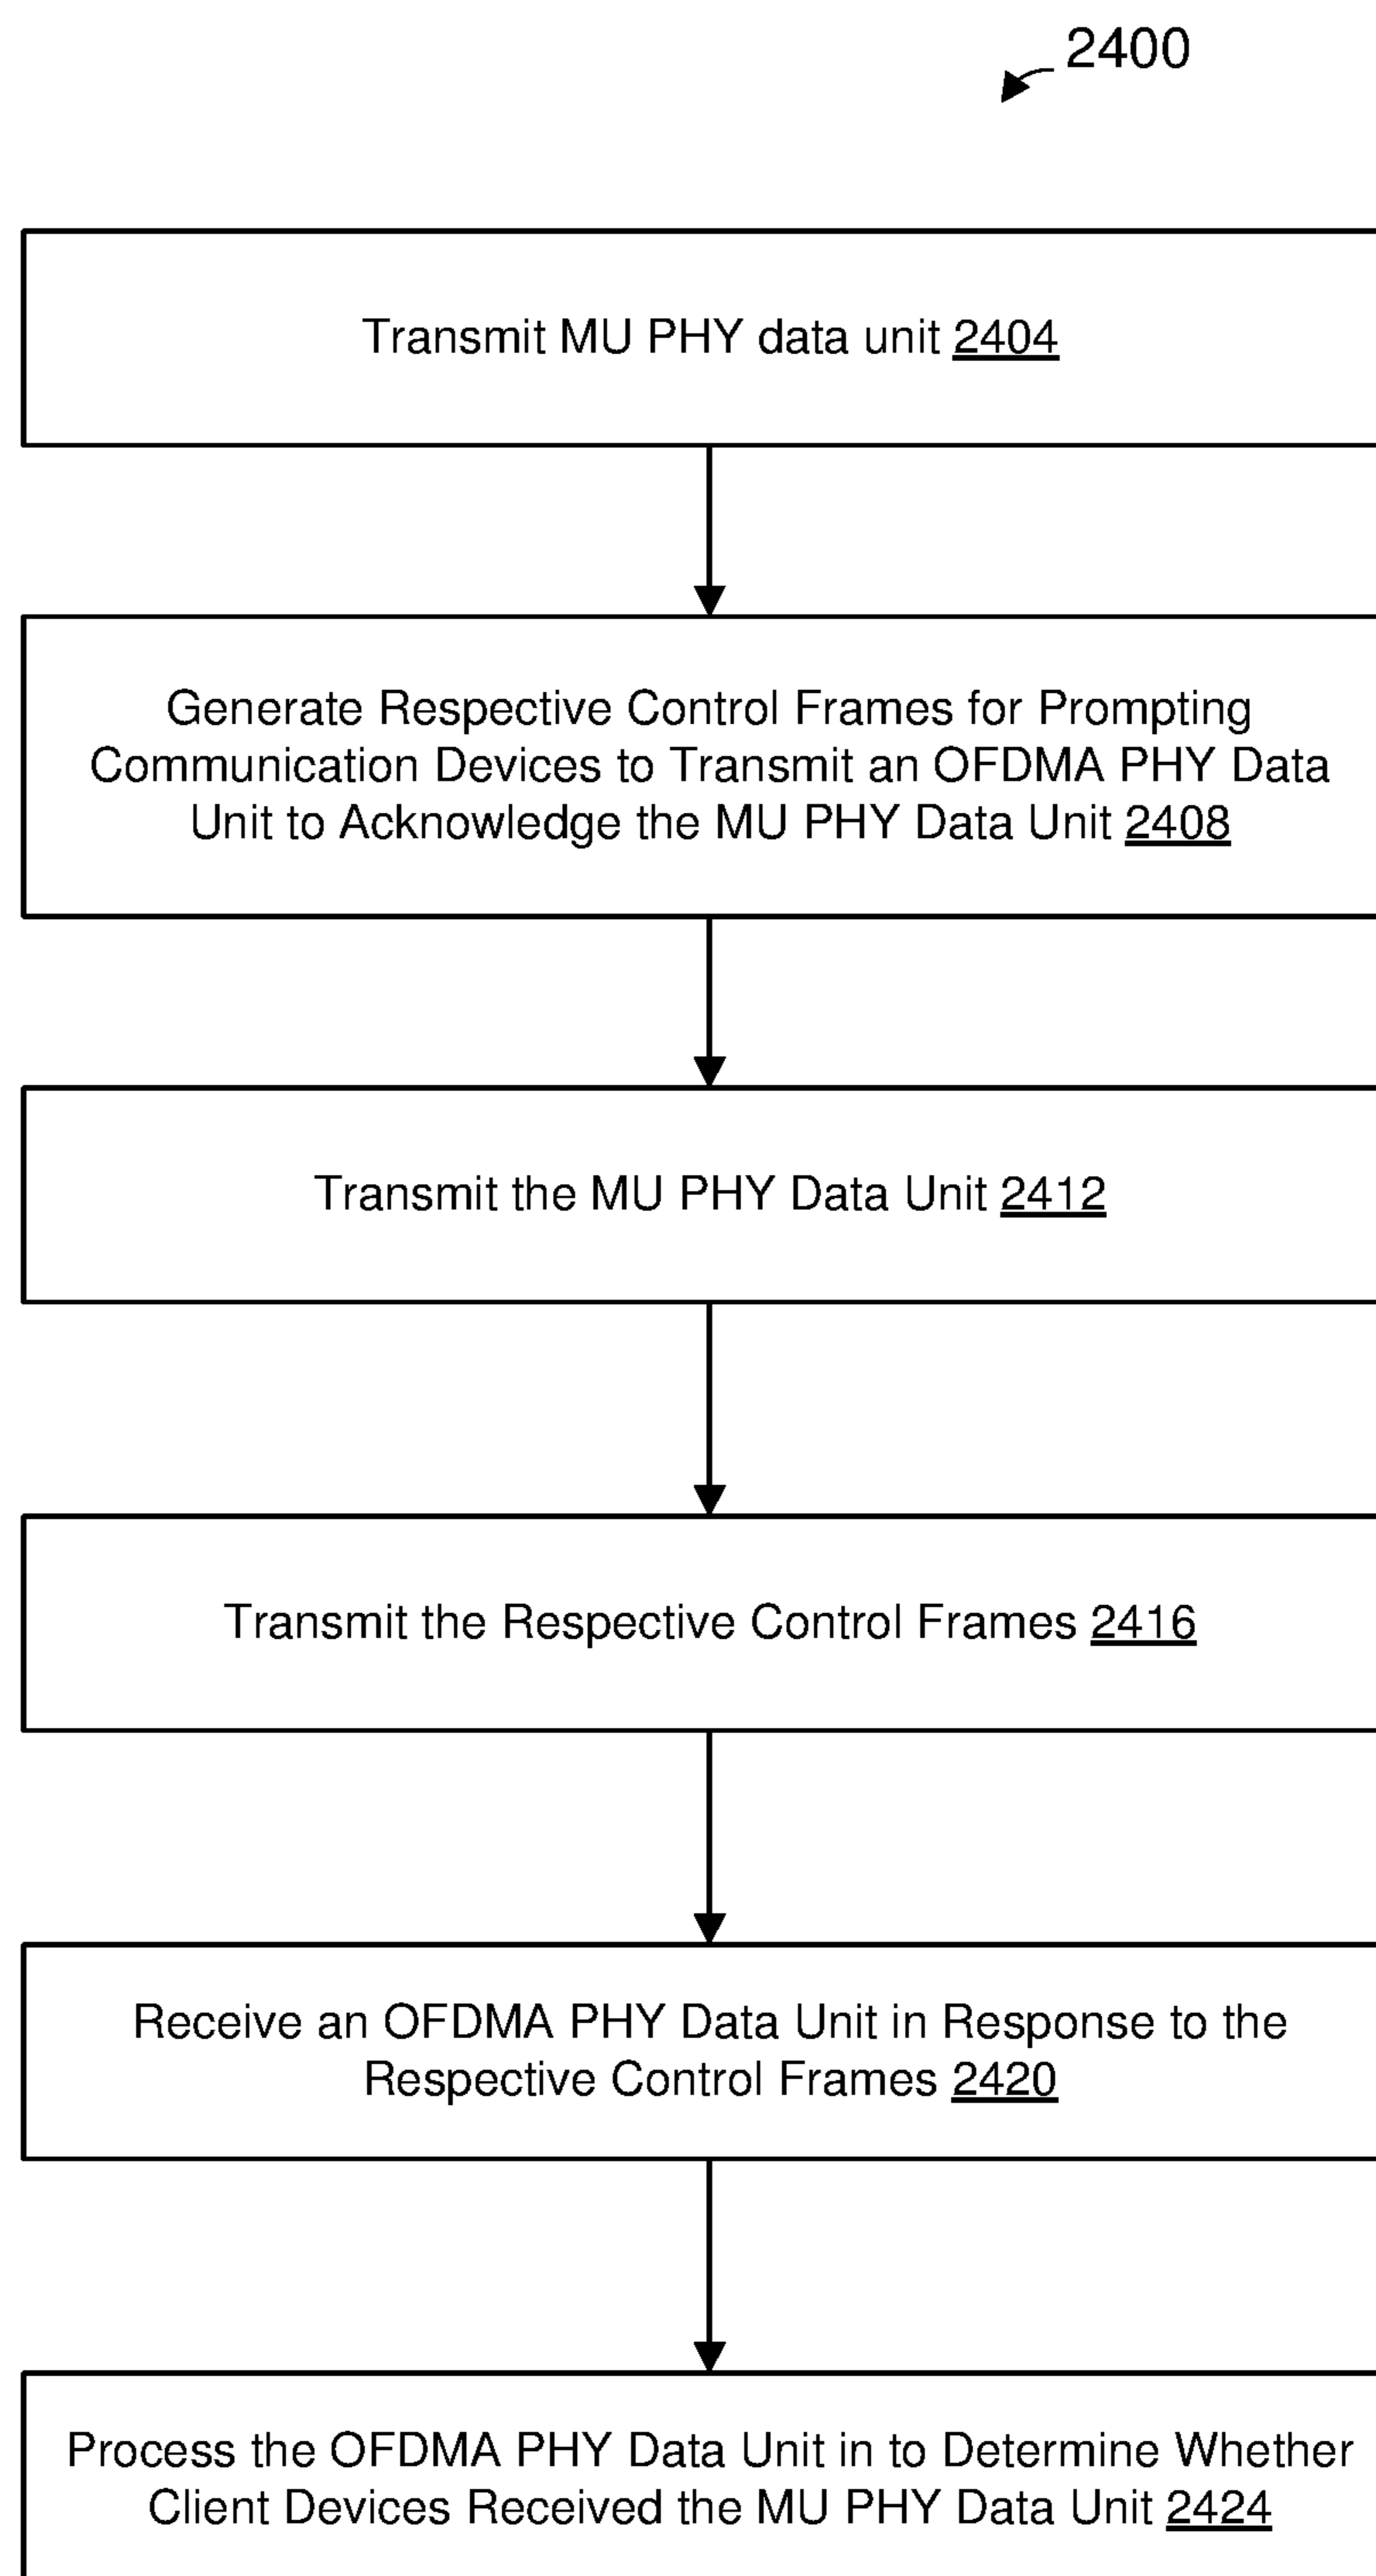 2400
Transmit MU PHY data unit 2404
Generate Respective Control Frames for Prompting
Communication Devices to Transmit an OFDMA PHY Data
Unit to Acknowledge the MU PHY Data Unit 2408
Transmit the MU PHY Data Unit 2412
Transmit the Respective Control Frames 2416
Receive an OFDMA PHY Data Unit in Response to the
Respective Control Frames 2420
Process the OFDMA PHY Data Unit in to Determine Whether
Client Devices Received the MU PHY Data Unit 2424